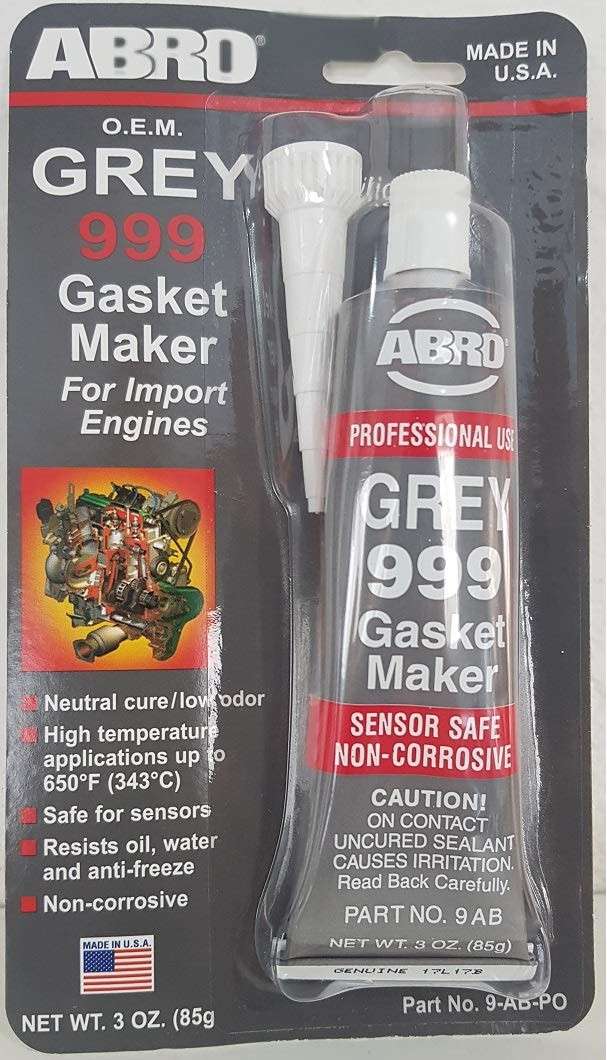 ABRO®
MADE IN
U.S.A.
O.E.M.
GREY
999
Gasket
Maker
For Import
Engines
Neutral cure/low odor
High temperature
applications up to
650°F (343°C)
Safe for sensors
Resists oil, water
and anti-freeze
Non-corrosive
MADE IN U.S.A.
NET WT. 3 OZ. (85g
ABRO®
PROFESSIONAL USE
GREY
999
Gasket
Maker
SENSOR SAFE
NON-CORROSIVE
CAUTION!
ON CONTACT
UNCURED SEALANT
CAUSES IRRITATION.
Read Back Carefully.
PART NO. 9 AB
NET WT. 3 OZ. (85g)
GENUINE 17L17B
Part No. 9-AB-PO